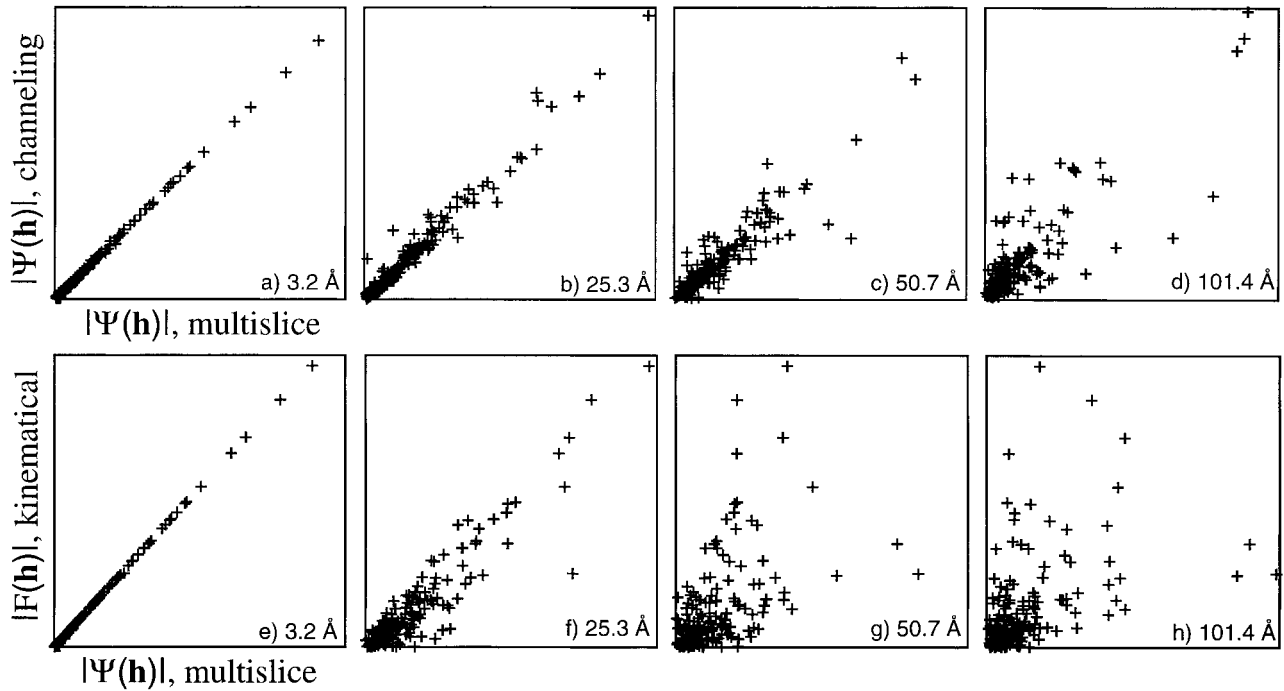 |Ψ(h)|, channeling
a) 3.2 Å
b) 25.3 Å
c) 50.7 Å
d) 101.4 Å
|Ψ(h)|, multislice
|F(h)|, kinematical
e) 3.2 Å
f) 25.3 Å
g) 50.7 Å
h) 101.4 Å
|Ψ(h)|, multislice